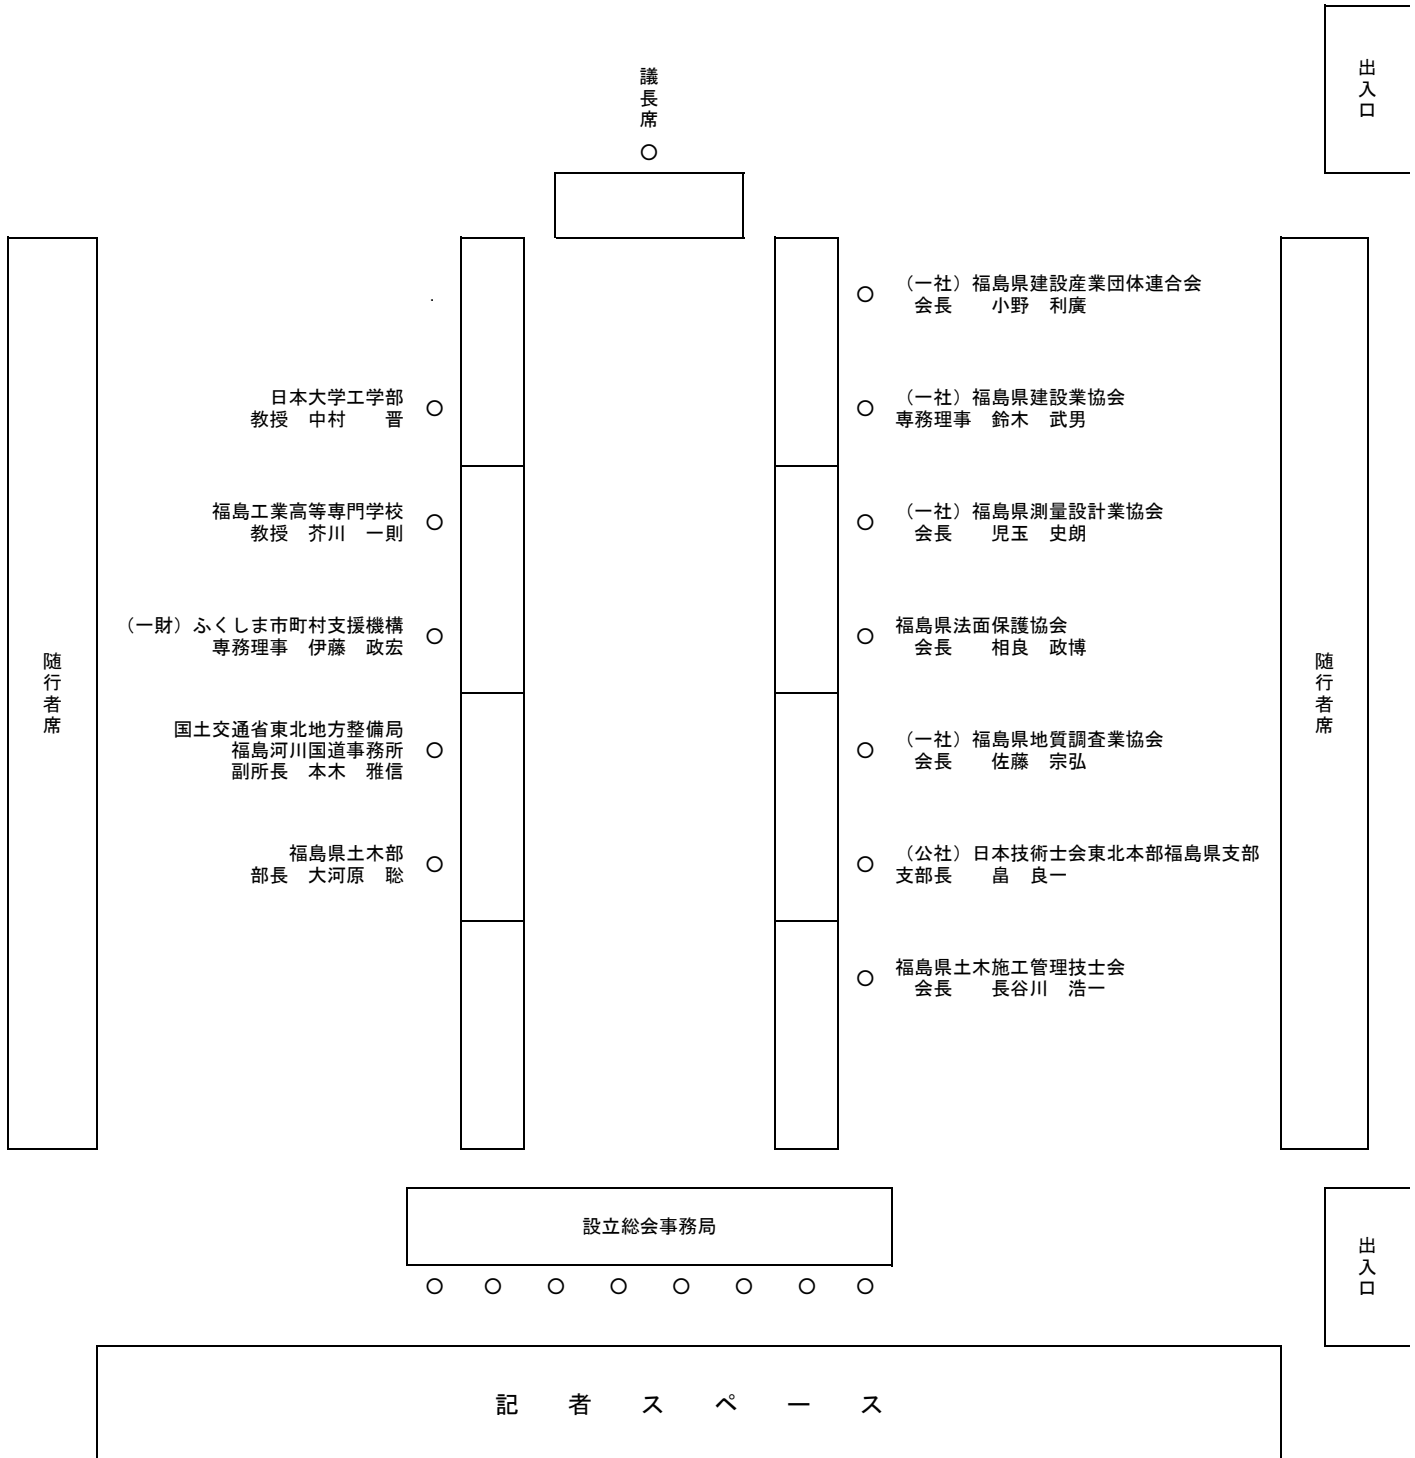 出入口
議長席
○
(一社)福島県建設産業団体連合会
会長　　小野　利廣
○
日本大学工学部
教授　中村　　晋
○
(一社)福島県建設業協会
専務理事　鈴木　武男
○
福島工業高等専門学校
教授　芥川　一則
○
(一社)福島県測量設計業協会
会長　　児玉　史朗
○
(一財)ふくしま市町村支援機構
専務理事　伊藤　政宏
○
福島県法面保護協会
会長　　相良　政博
○
随行者席
随行者席
国土交通省東北地方整備局
福島河川国道事務所
副所長　本木　雅信
○
(一社)福島県地質調査業協会
会長　　佐藤　宗弘
○
福島県土木部
部長　大河原　聡
○
(公社)日本技術士会東北本部福島県支部
支部長　　畠　良一
○
福島県土木施工管理技士会
会長　　長谷川　浩一
○
設立総会事務局
○ ○ ○ ○ ○ ○ ○ ○
出入口
記　者　ス　ペ　ー　ス